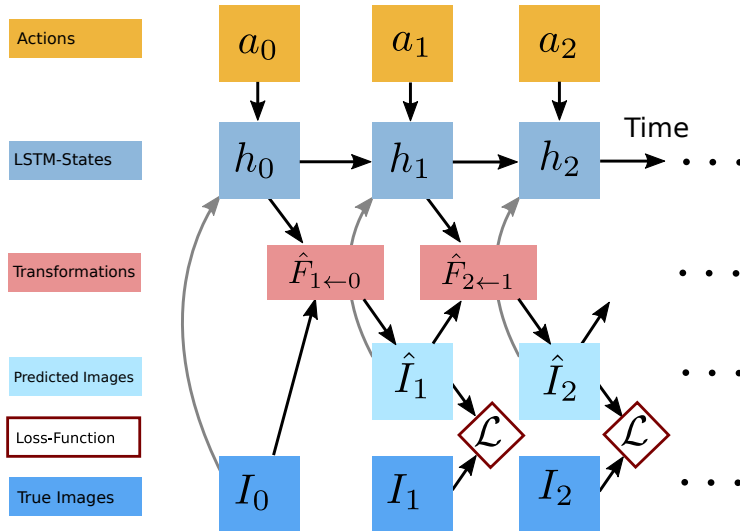 Actions
a₀ a₁ a₂
Time
LSTM-States
h₀ h₁ h₂ . . .
Transformations
F̂₁←₀ F̂₂←₁ . . .
Predicted Images
Î₁ Î₂ . . .
Loss-Function
ℒ ℒ
True Images
I₀ I₁ I₂ . . .